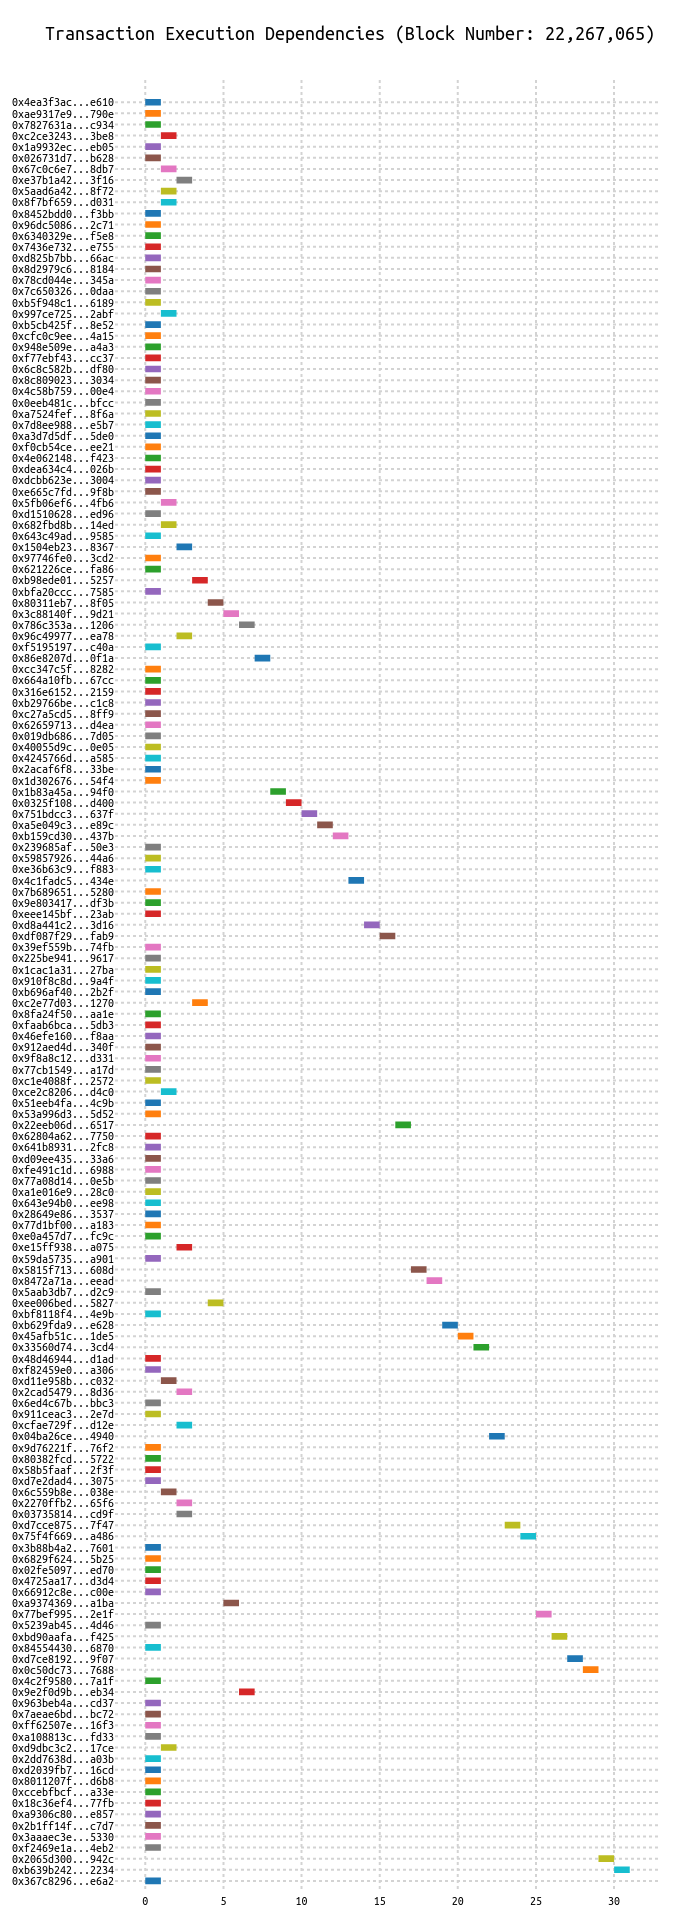 Transaction Execution Dependencies (Block Number: 22,267,065)
0x4ea3f3ac...e610
0xae9317e9...790e
0x7827631a...c934
0xc2ce3243...3be8
0x1a9932ec...eb05
0x026731d7...b628
0x67c0c6e7...8db7
0xe37b1a42...3f16
0x5aad6a42...8f72
0x8f7bf659...d031
0x8452bdd0...f3bb
0x96dc5086...2c71
0x6340329e...f5e8
0x7436e732...e755
0xd825b7bb...66ac
0x8d2979c6...8184
0x78cd044e...345a
0x7c650326...0daa
0xb5f948c1...6189
0x997ce725...2abf
0xb5cb425f...8e52
0xcfc0c9ee...4a15
0x948e509e...a4a3
0xf77ebf43...cc37
0x6c8c582b...df80
0x8c809023...3034
0x4c58b759...00e4
0x0eeb481c...bfcc
0xa7524fef...8f6a
0x7d8ee988...e5b7
0xa3d7d5df...5de0
0xf0cb54ce...ee21
0x4e062148...f423
0xdea634c4...026b
0xdcbb623e...3004
0xe665c7fd...9f8b
0x5fb06ef6...4fb6
0xd1510628...ed96
0x682fbd8b...14ed
0x643c49ad...9585
0x1504eb23...8367
0x97746fe0...3cd2
0x621226ce...fa86
0xb98ede01...5257
0xbfa20ccc...7585
0x80311eb7...8f05
0x3c88140f...9d21
0x786c353a...1206
0x96c49977...ea78
0xf5195197...c40a
0x86e8207d...0f1a
0xcc347c5f...8282
0x664a10fb...67cc
0x316e6152...2159
0xb29766be...c1c8
0xc27a5cd5...8ff9
0x62659713...d4ea
0x019db686...7d05
0x40055d9c...0e05
0x4245766d...a585
0x2acaf6f8...33be
0x1d302676...54f4
0x1b83a45a...94f0
0x0325f108...d400
0x751bdcc3...637f
0xa5e049c3...e89c
0xb159cd30...437b
0x239685af...50e3
0x59857926...44a6
0xe36b63c9...f883
0x4c1fadc5...434e
0x7b689651...5280
0x9e803417...df3b
0xeee145bf...23ab
0xd8a441c2...3d16
0xdf087f29...fab9
0x39ef559b...74fb
0x225be941...9617
0x1cac1a31...27ba
0x910f8c8d...9a4f
0xb696af40...2b2f
0xc2e77d03...1270
0x8fa24f50...aa1e
0xfaab6bca...5db3
0x46efe160...f8aa
0x912aed4d...340f
0x9f8a8c12...d331
0x77cb1549...a17d
0xc1e4088f...2572
0xce2c8206...d4c0
0x51eeb4fa...4c9b
0x53a996d3...5d52
0x22eeb06d...6517
0x62804a62...7750
0x641b8931...2fc8
0xd09ee435...33a6
0xfe491c1d...6988
0x77a08d14...0e5b
0xa1e016e9...28c0
0x643e94b0...ee98
0x28649e86...3537
0x77d1bf00...a183
0xe0a457d7...fc9c
0xe15ff938...a075
0x59da5735...a901
0x5815f713...608d
0x8472a71a...eead
0x5aab3db7...d2c9
0xee006bed...5827
0xbf8118f4...4e9b
0xb629fda9...e628
0x45afb51c...1de5
0x33560d74...3cd4
0x48d46944...d1ad
0xf82459e0...a306
0xd11e958b...c032
0x2cad5479...8d36
0x6ed4c67b...bbc3
0x911ceac3...2e7d
0xcfae729f...d12e
0x04ba26ce...4940
0x9d76221f...76f2
0x80382fcd...5722
0x58b5faaf...2f3f
0xd7e2dad4...3075
0x6c559b8e...038e
0x2270ffb2...65f6
0x03735814...cd9f
0xd7cce875...7f47
0x75f4f669...a486
0x3b88b4a2...7601
0x6829f624...5b25
0x02fe5097...ed70
0x4725aa17...d3d4
0x66912c8e...c00e
0xa9374369...a1ba
0x77bef995...2e1f
0x5239ab45...4d46
0xbd90aafa...f425
0x84554430...6870
0xd7ce8192...9f07
0x0c50dc73...7688
0x4c2f9580...7a1f
0x9e2f0d9b...eb34
0x963beb4a...cd37
0x7aeae6bd...bc72
0xff62507e...16f3
0xa108813c...fd33
0xd9dbc3c2...17ce
0x2dd7638d...a03b
0xd2039fb7...16cd
0x8011207f...d6b8
0xccebfbcf...a33e
0x18c36ef4...77fb
0xa9306c80...e857
0x2b1ff14f...c7d7
0x3aaaec3e...5330
0xf2469e1a...4eb2
0x2065d300...942c
0xb639b242...2234
0x367c8296...e6a2
0 5 10 15 20 25 30